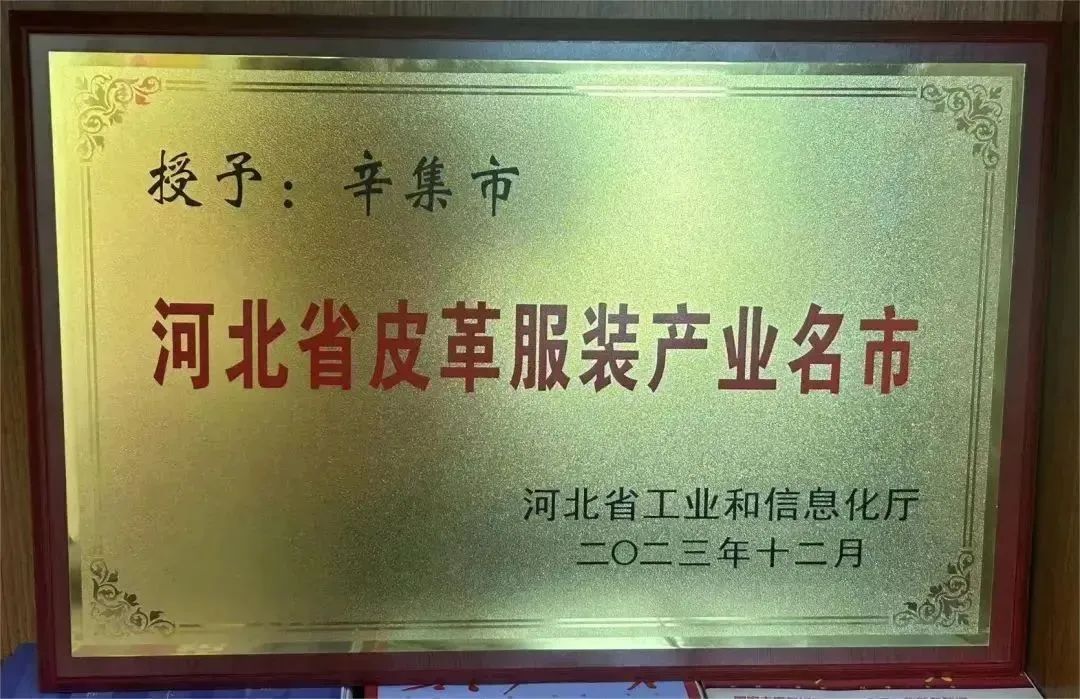 授予：辛集市
河北省皮革服装产业名市
河北省工业和信息化厅
二〇二三年十二月